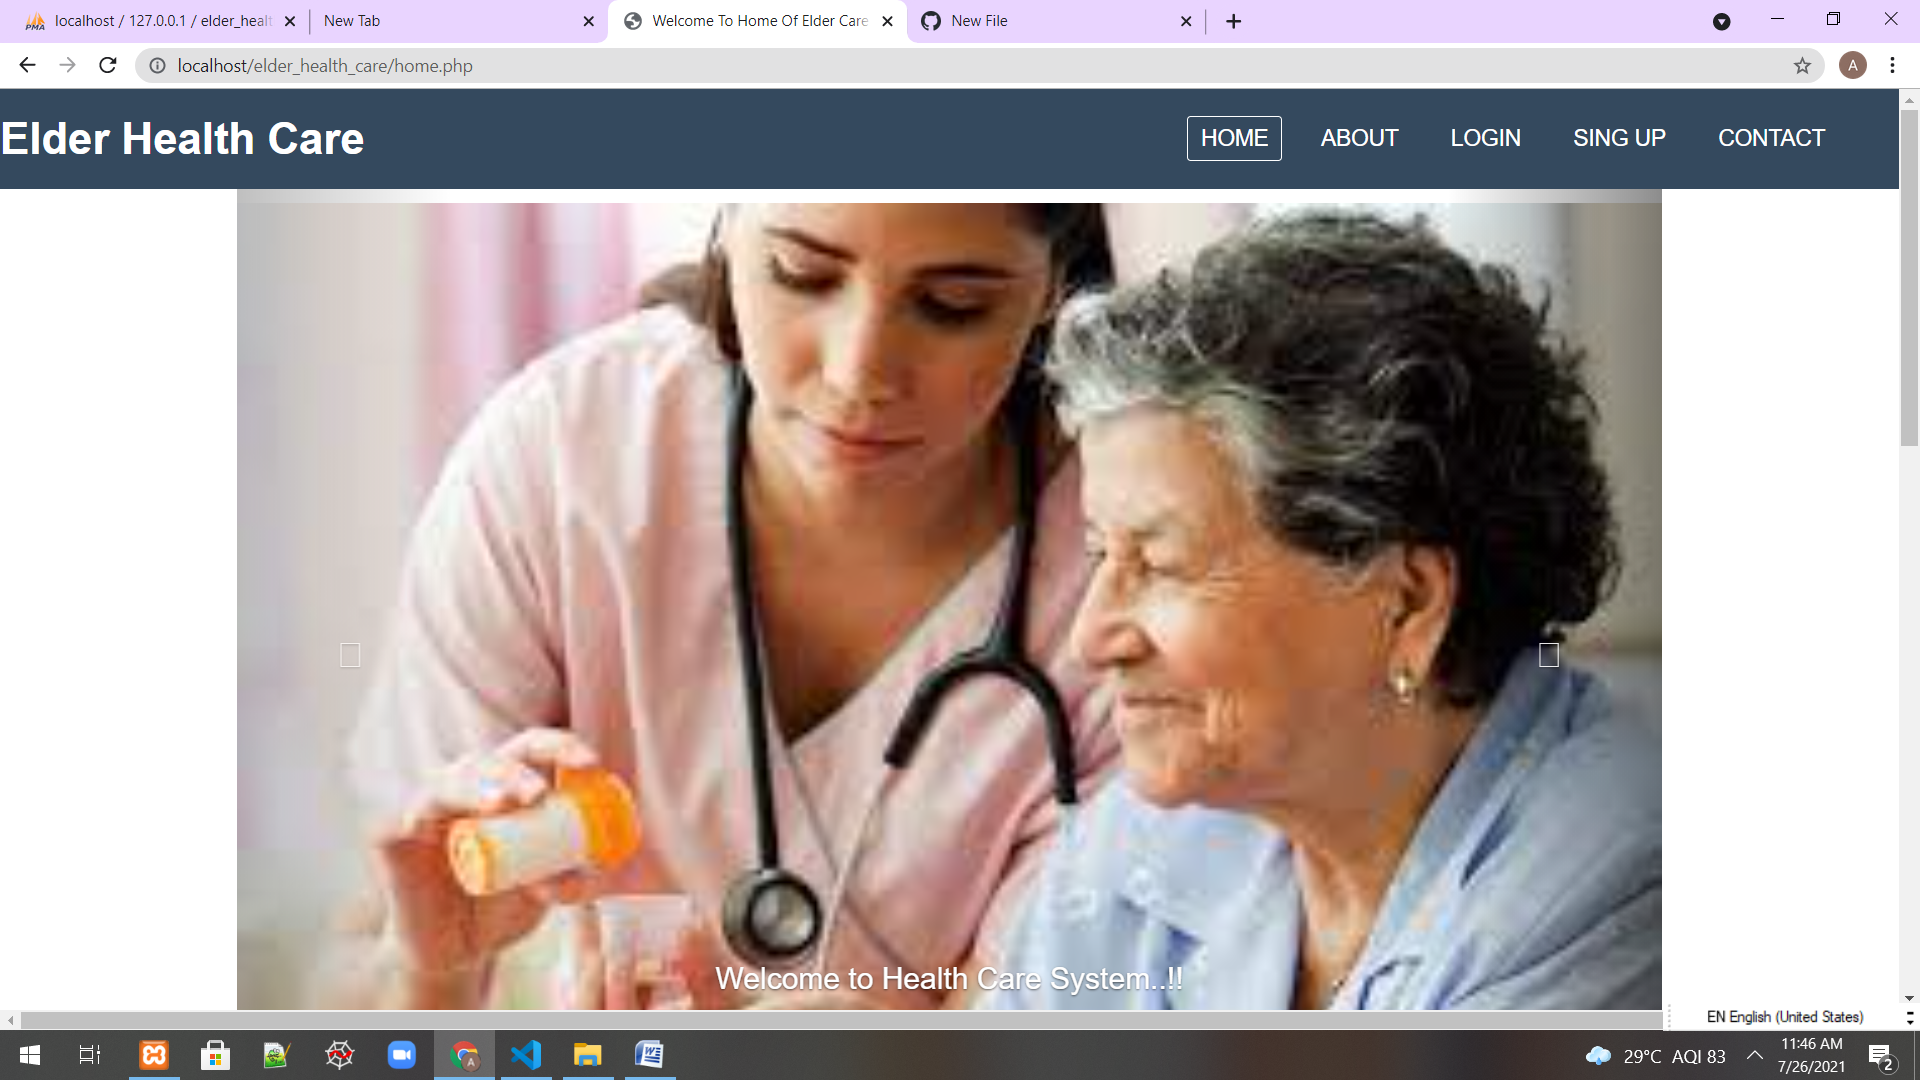 localhost / 127.0.0.1 / elder_healt
New Tab
Welcome To Home Of Elder Care
New File
localhost/elder_health_care/home.php
A
Elder Health Care
HOME
ABOUT
LOGIN
SING UP
CONTACT
Welcome to Health Care System..!!
EN English (United States)
29°C AQI 83
11:46 AM
7/26/2021
2